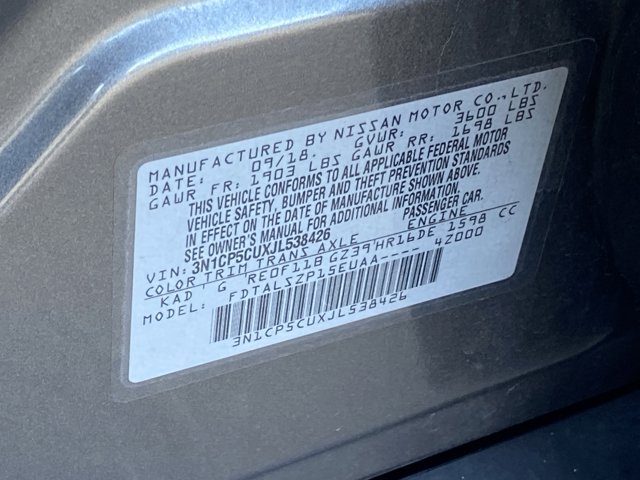 MANUFACTURED BY NISSAN MOTOR CO., LTD.
DATE: 09/18. GVWR: 3600 LBS
GAWR FR: 1903 LBS GAWR RR: 1698 LBS
THIS VEHICLE CONFORMS TO ALL APPLICABLE FEDERAL MOTOR
VEHICLE SAFETY, BUMPER AND THEFT PREVENTION STANDARDS
IN EFFECT ON THE DATE OF MANUFACTURE SHOWN ABOVE.
SEE OWNER'S MANUAL FOR ADDITIONAL INFORMATION.
VIN: 3N1CP5CUXJL538426 PASSENGER CAR.
COLOR TRIM TRANS AXLE ENGINE
KAD G RE0F11B GZ39 HR16DE 1598 CC
MODEL: FDTALSZP15EUAA---- 4Z000
3N1CP5CUXJL538426